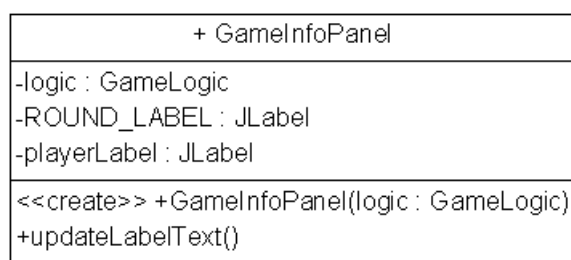 + GameInfoPanel
-logic : GameLogic
-ROUND_LABEL : JLabel
-playerLabel : JLabel
<<create>> +GameInfoPanel(logic : GameLogic)
+updateLabelText()